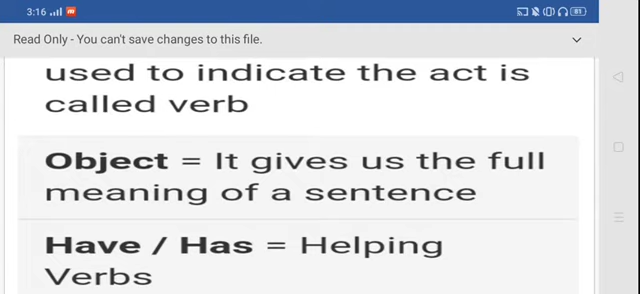 3:16
81
Read Only - You can't save changes to this file.
used to indicate the act is
called verb
Object = It gives us the full
meaning of a sentence
Have / Has = Helping
Verbs